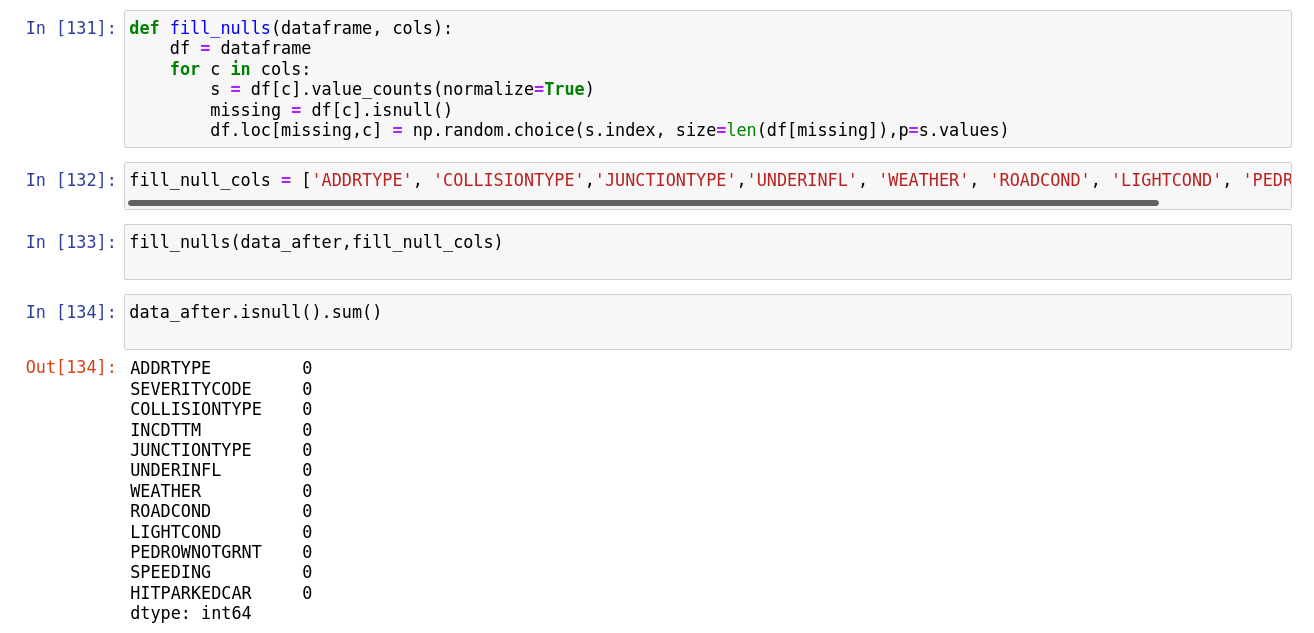 In [131]: def fill_nulls(dataframe, cols):
    df = dataframe
    for c in cols:
        s = df[c].value_counts(normalize=True)
        missing = df[c].isnull()
        df.loc[missing,c] = np.random.choice(s.index, size=len(df[missing]),p=s.values)
In [132]: fill_null_cols = ['ADDRTYPE', 'COLLISIONTYPE','JUNCTIONTYPE','UNDERINFL', 'WEATHER', 'ROADCOND', 'LIGHTCOND', 'PEDR
In [133]: fill_nulls(data_after,fill_null_cols)
In [134]: data_after.isnull().sum()
Out[134]: ADDRTYPE 0
SEVERITYCODE 0
COLLISIONTYPE 0
INCDTTM 0
JUNCTIONTYPE 0
UNDERINFL 0
WEATHER 0
ROADCOND 0
LIGHTCOND 0
PEDROWNOTGRNT 0
SPEEDING 0
HITPARKEDCAR 0
dtype: int64